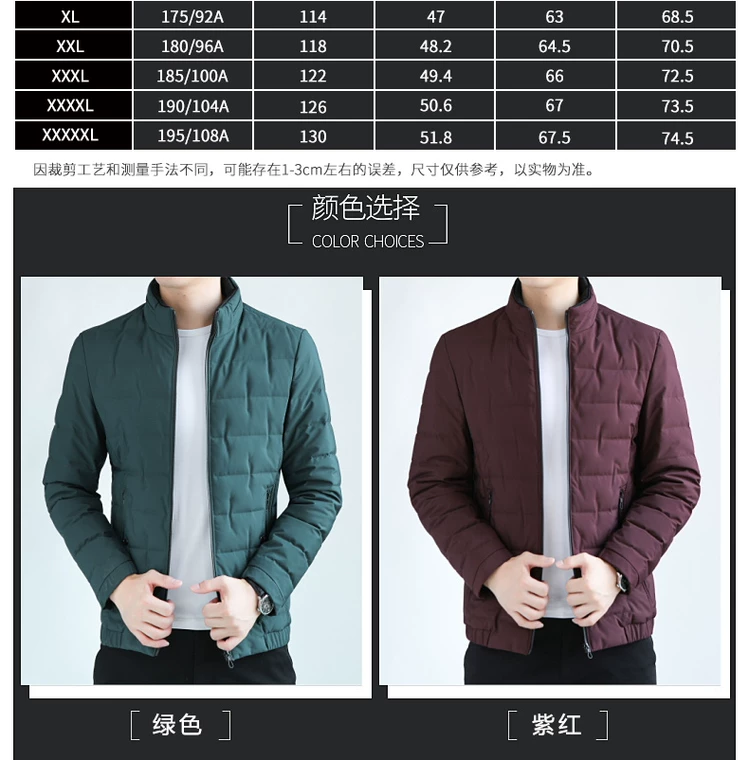 XL 175/92A 114 47 63 68.5
XXL 180/96A 118 48.2 64.5 70.5
XXXL 185/100A 122 49.4 66 72.5
XXXXL 190/104A 126 50.6 67 73.5
XXXXXL 195/108A 130 51.8 67.5 74.5
因裁剪工艺和测量手法不同，可能存在1-3cm左右的误差，尺寸仅供参考，以实物为准。
颜色选择
COLOR CHOICES
绿色 紫红